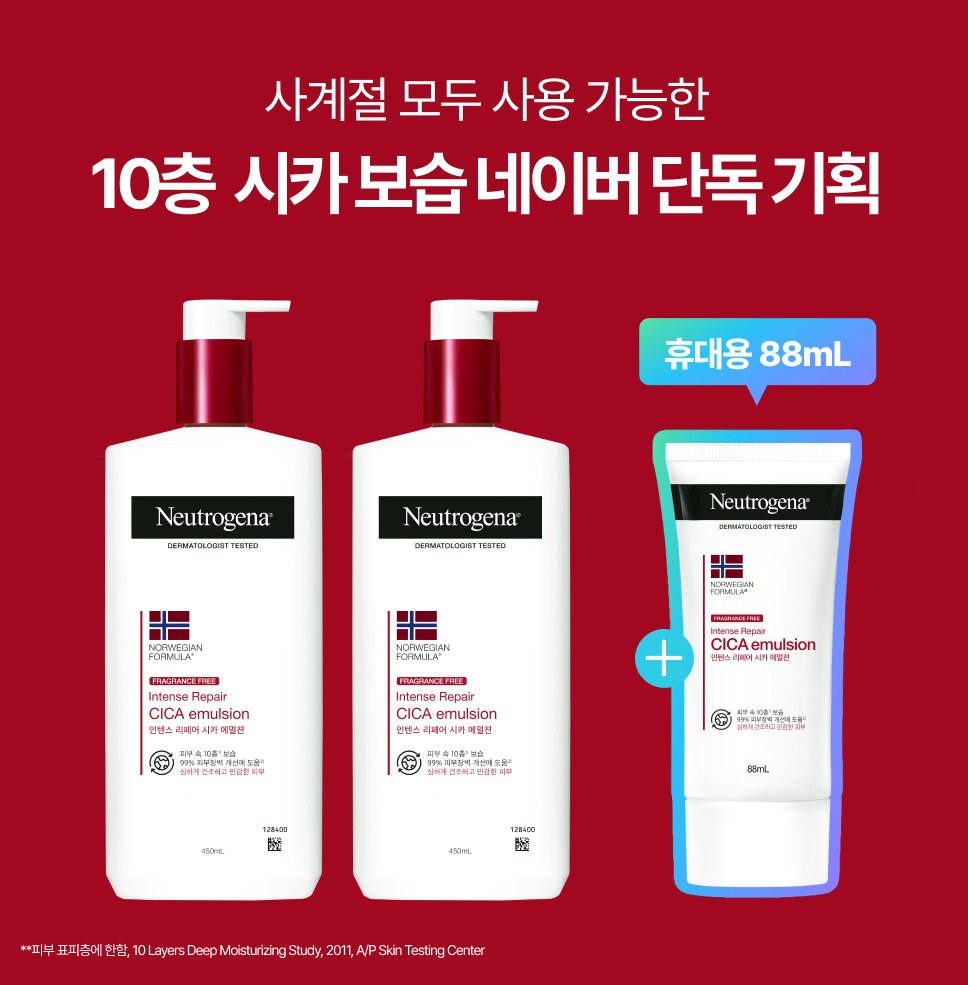 사계절 모두 사용 가능한
10층 시카 보습 네이버 단독 기획
휴대용 88mL
Neutrogena®
DERMATOLOGIST TESTED
NORWEGIAN
FORMULA®
FRAGRANCE FREE
Intense Repair
CICA emulsion
인텐스 리페어 시카 에멀젼
피부 속 10층¹⁾ 보습
99% 피부장벽 개선에 도움²⁾
심하게 건조하고 민감한 피부
128400
450mL
Neutrogena®
DERMATOLOGIST TESTED
NORWEGIAN
FORMULA®
FRAGRANCE FREE
Intense Repair
CICA emulsion
인텐스 리페어 시카 에멀젼
피부 속 10층¹⁾ 보습
99% 피부장벽 개선에 도움²⁾
심하게 건조하고 민감한 피부
128400
450mL
+
Neutrogena®
DERMATOLOGIST TESTED
NORWEGIAN
FORMULA®
FRAGRANCE FREE
Intense Repair
CICA emulsion
인텐스 리페어 시카 에멀젼
피부 속 10층¹⁾ 보습
99% 피부장벽 개선에 도움²⁾
심하게 건조하고 민감한 피부
88mL
**피부 표피층에 한함, 10 Layers Deep Moisturizing Study, 2011, A/P Skin Testing Center